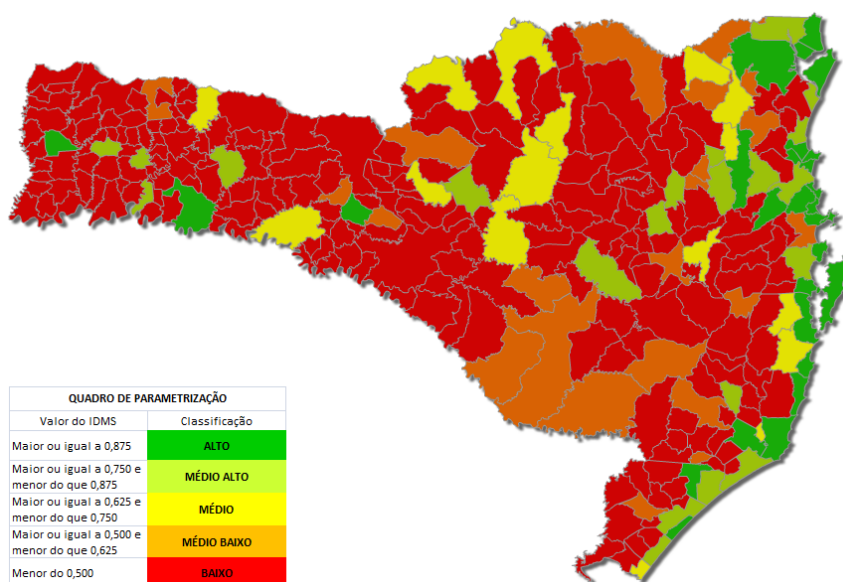 QUADRO DE PARAMETRIZAÇÃO
Valor do IDMS Classificação
Maior ou igual a 0,875 ALTO
Maior ou igual a 0,750 e
menor do que 0,875 MÉDIO ALTO
Maior ou igual a 0,625 e
menor do que 0,750 MÉDIO
Maior ou igual a 0,500 e
menor do que 0,625 MÉDIO BAIXO
Menor do 0,500 BAIXO